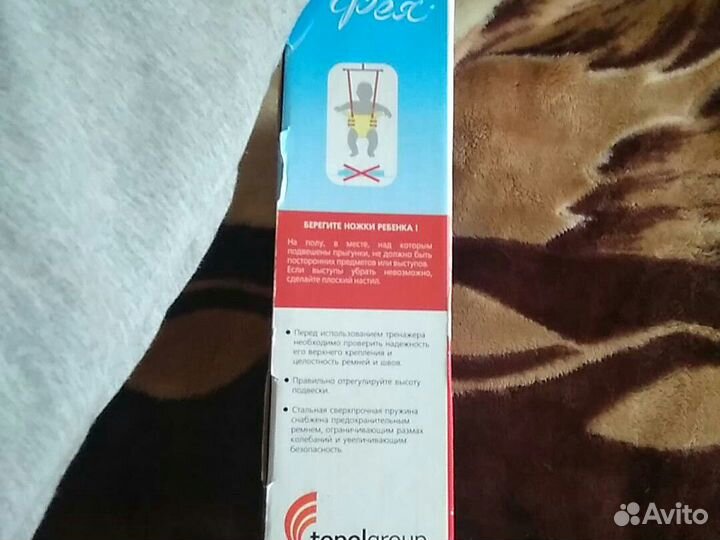 БЕРЕГИТЕ НОЖКИ РЕБЕНКА !
На полу, в месте, над которым
подвешены прыгунки, не должно быть
посторонних предметов или выступов.
Если выступы убрать невозможно,
сделайте плоский настил.
• Перед использованием тренажера
необходимо проверить надежность
его верхнего крепления и
целостность ремней и швов.
• Правильно отрегулируйте высоту
подвески.
• Стальная сверхпрочная пружина
снабжена предохранительным
ремнем, ограничивающим размах
колебаний и увеличивающим
безопасность.
topolgroup
Avito